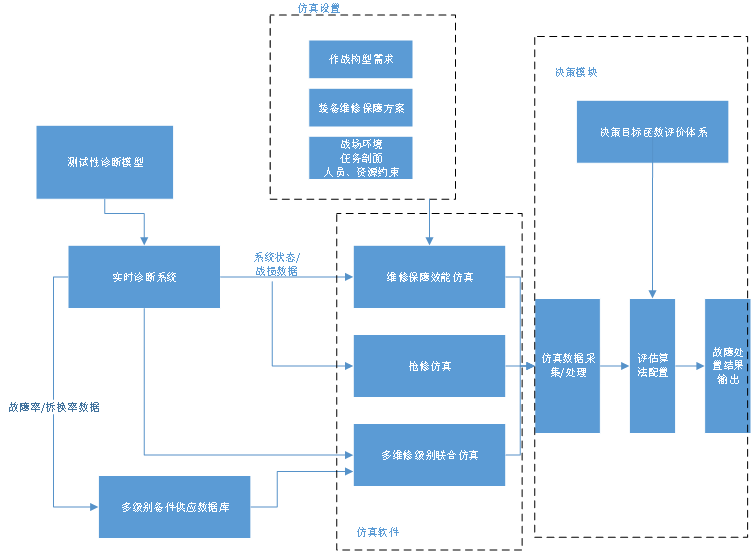 仿真设置
作战构型需求
装备维修保障方案
战场环境
任务剖面
人员、资源约束
决策模块
决策目标函数评价体系
测试性诊断模型
实时诊断系统
系统状态/
战损数据
维修保障效能仿真
抢修仿真
多维修级别联合仿真
仿真软件
仿真数据采
集/处理
评估算
法配置
故障处
置结果
输出
故障率/拆换率数据
多级别备件供应数据库